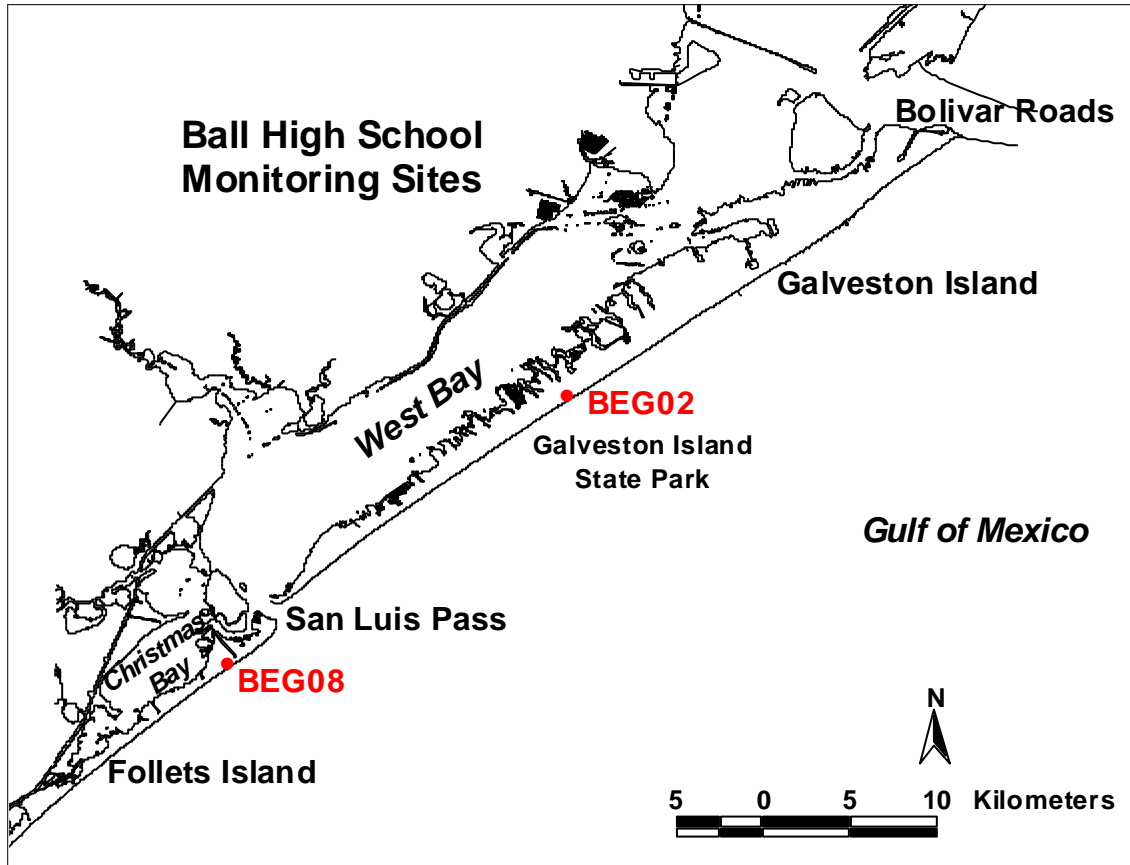 Ball High School
Monitoring Sites
Bolivar Roads
Galveston Island
West Bay
BEG02
Galveston Island
State Park
Gulf of Mexico
San Luis Pass
Christmas
Bay
BEG08
Follets Island
N
5 0 5 10 Kilometers